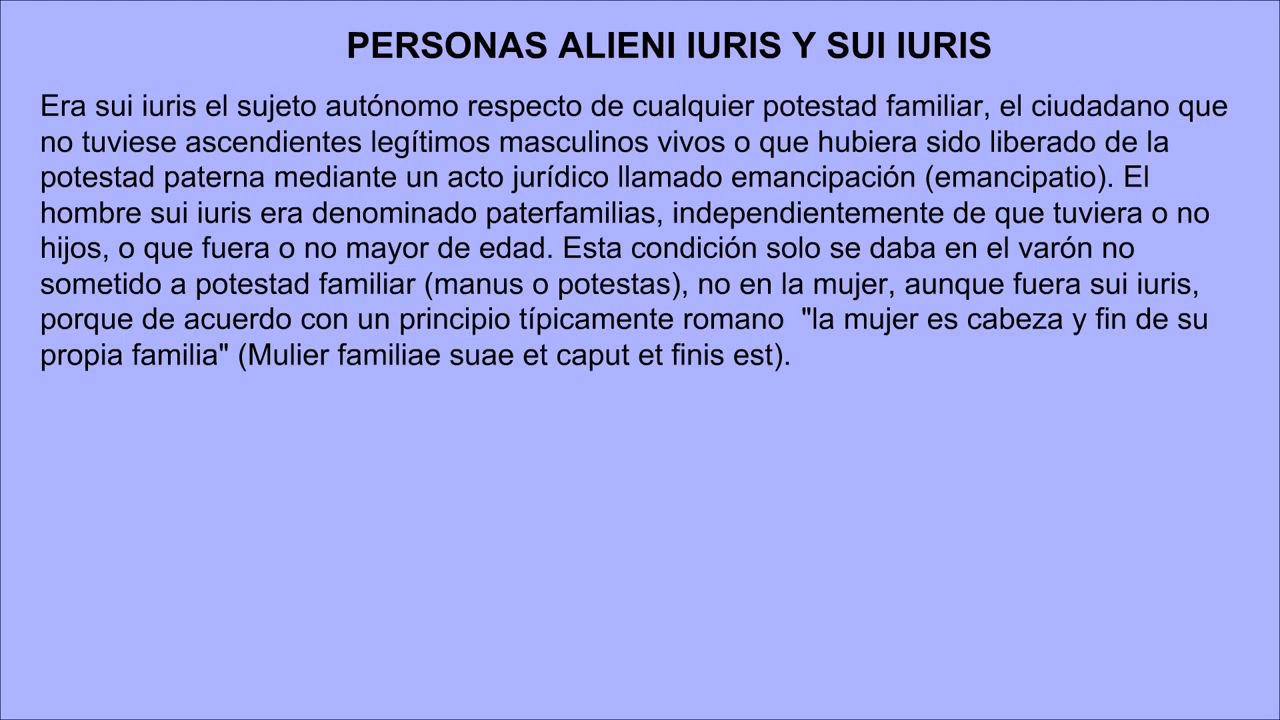 PERSONAS ALIENI IURIS Y SUI IURIS
Era sui iuris el sujeto autónomo respecto de cualquier potestad familiar, el ciudadano que
no tuviese ascendientes legítimos masculinos vivos o que hubiera sido liberado de la
potestad paterna mediante un acto jurídico llamado emancipación (emancipatio). El
hombre sui iuris era denominado paterfamilias, independientemente de que tuviera o no
hijos, o que fuera o no mayor de edad. Esta condición solo se daba en el varón no
sometido a potestad familiar (manus o potestas), no en la mujer, aunque fuera sui iuris,
porque de acuerdo con un principio típicamente romano  "la mujer es cabeza y fin de su
propia familia" (Mulier familiae suae et caput et finis est).